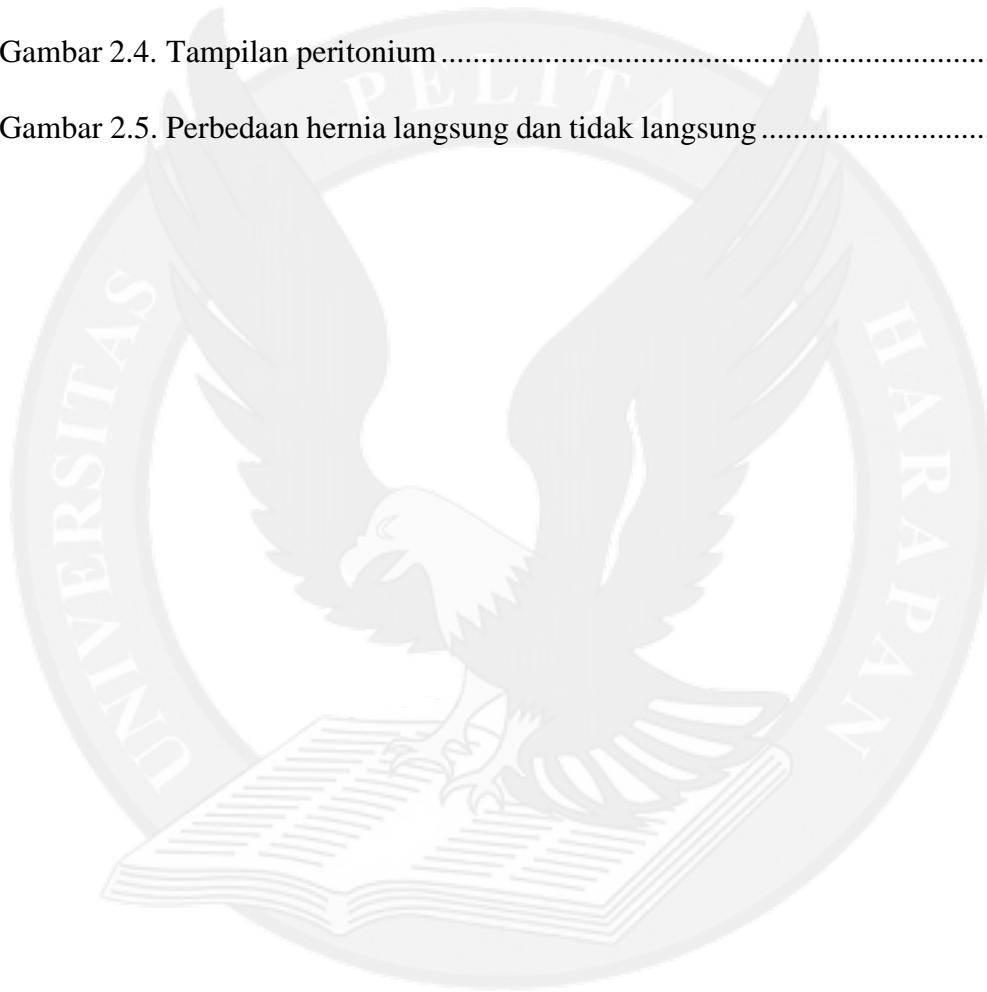 Gambar 2.4. Tampilan peritonium ......................................................................
Gambar 2.5. Perbedaan hernia langsung dan tidak langsung .............................
UNIVERSITAS PELITA HARAPAN